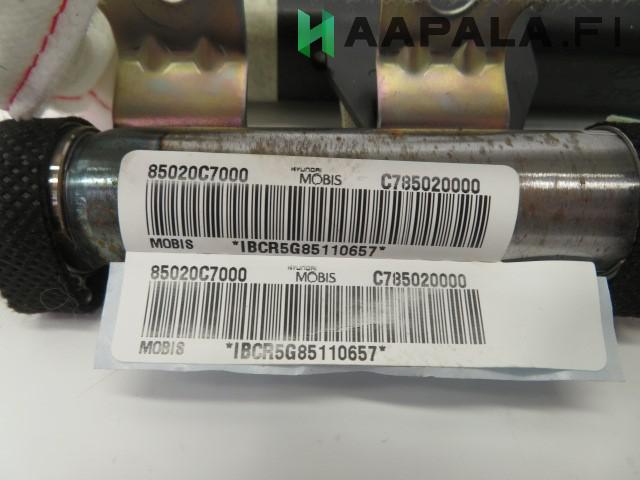 HAAPALA.FI
85020C7000 HYUNDAI MOBIS C785020000
MOBIS *IBCR5G85110657*
85020C7000 HYUNDAI MOBIS C785020000
MOBIS *IBCR5G85110657*